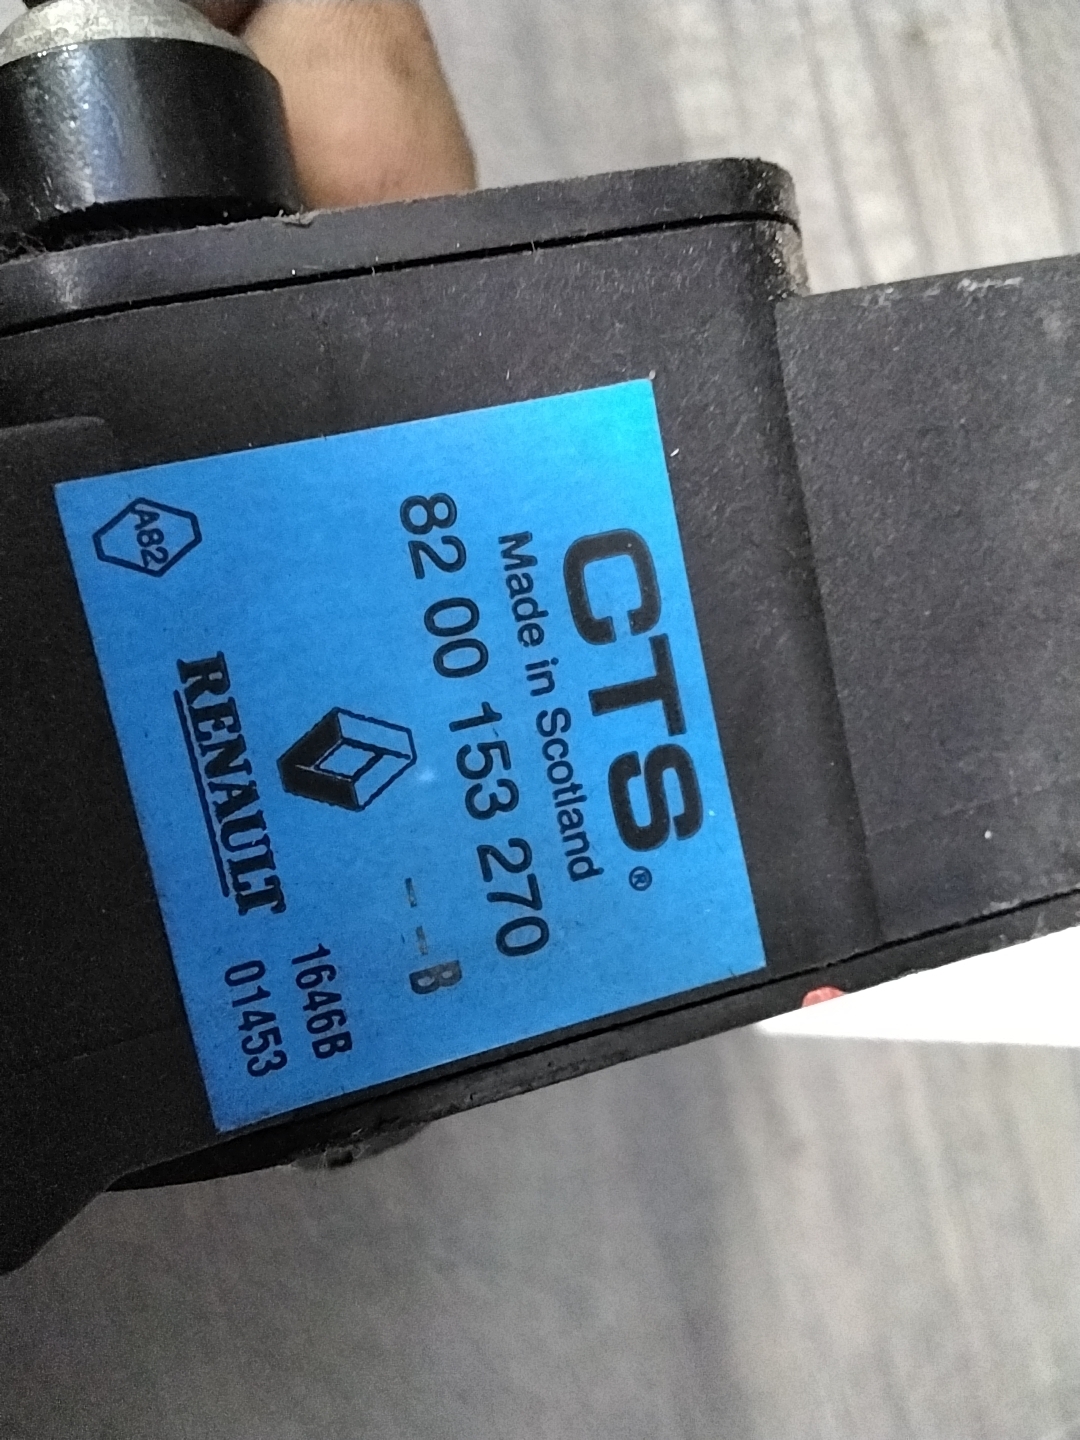 CTS®
Made in Scotland
82 00 153 270
--B
RENAULT
1646B
01453
A82